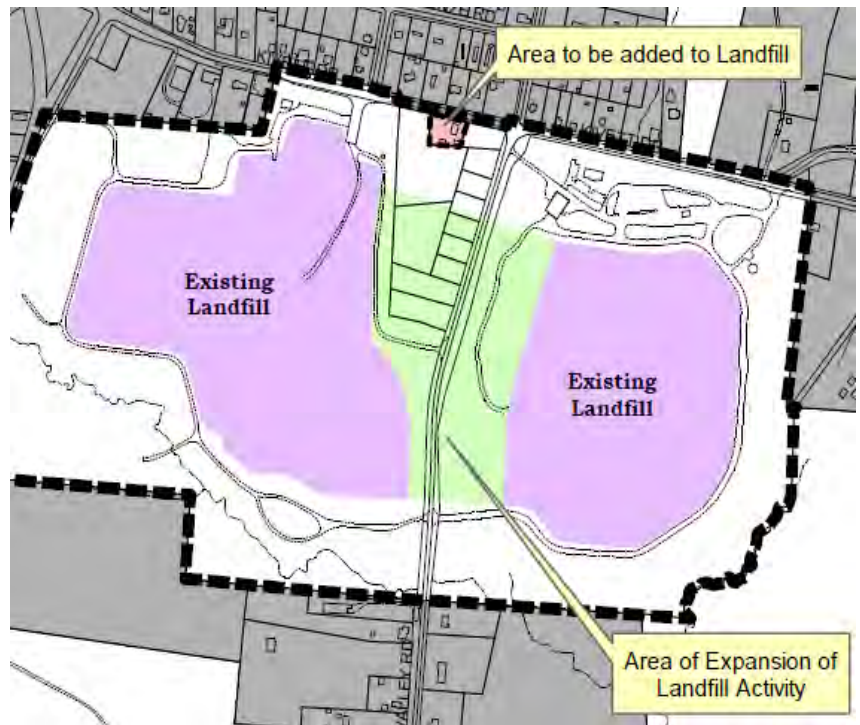 Area to be added to Landfill
Existing
Landfill
Existing
Landfill
Area of Expansion of
Landfill Activity